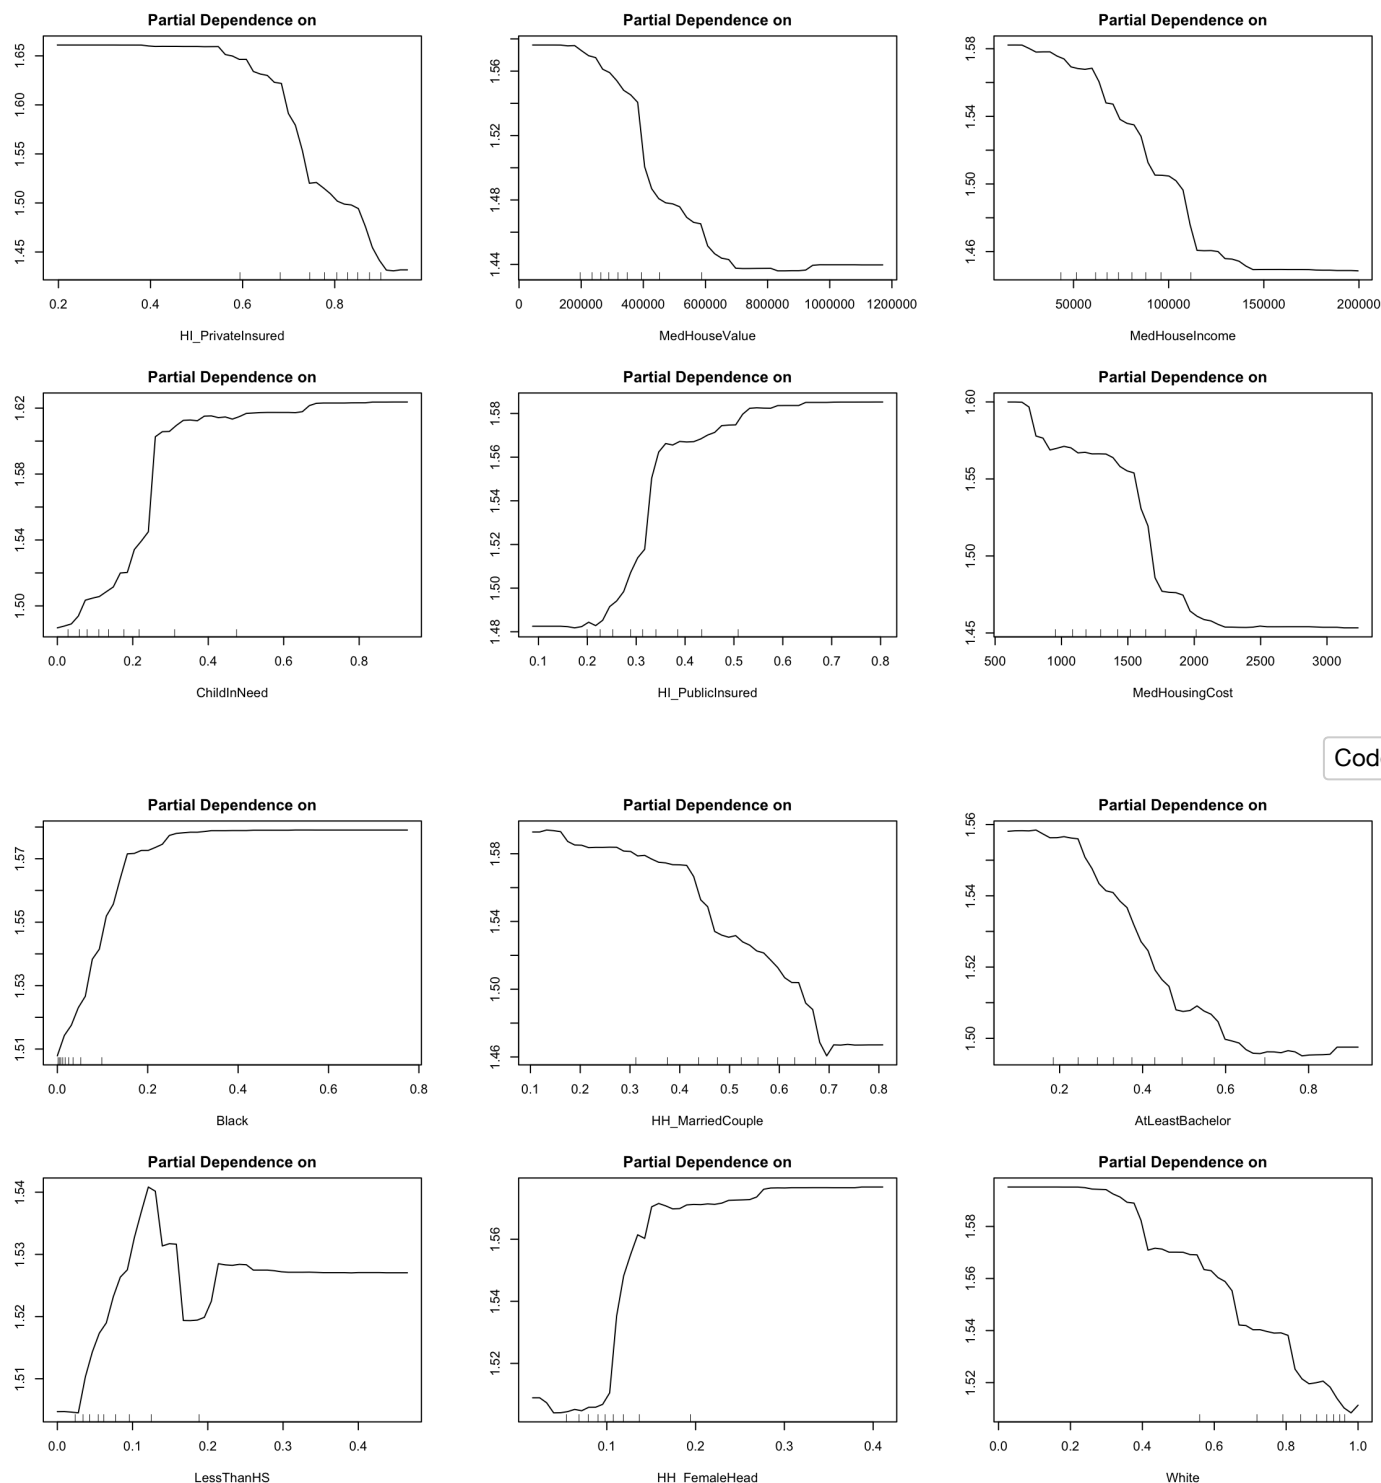 Partial Dependence on
1.45 1.50 1.55 1.60 1.65
0.2 0.4 0.6 0.8
HI_PrivateInsured
Partial Dependence on
1.44 1.48 1.52 1.56
0 200000 400000 600000 800000 1000000 1200000
MedHouseValue
Partial Dependence on
1.46 1.50 1.54 1.58
50000 100000 150000 200000
MedHouseIncome
Partial Dependence on
1.50 1.54 1.58 1.62
0.0 0.2 0.4 0.6 0.8
ChildInNeed
Partial Dependence on
1.48 1.50 1.52 1.54 1.56 1.58
0.1 0.2 0.3 0.4 0.5 0.6 0.7 0.8
HI_PublicInsured
Partial Dependence on
1.45 1.50 1.55 1.60
500 1000 1500 2000 2500 3000
MedHousingCost
Cod
Partial Dependence on
1.51 1.53 1.55 1.57
0.0 0.2 0.4 0.6 0.8
Black
Partial Dependence on
1.46 1.50 1.54 1.58
0.1 0.2 0.3 0.4 0.5 0.6 0.7 0.8
HH_MarriedCouple
Partial Dependence on
1.50 1.52 1.54 1.56
0.2 0.4 0.6 0.8
AtLeastBachelor
Partial Dependence on
1.51 1.52 1.53 1.54
0.0 0.1 0.2 0.3 0.4
LessThanHS
Partial Dependence on
1.52 1.54 1.56
0.1 0.2 0.3 0.4
HH_FemaleHead
Partial Dependence on
1.52 1.54 1.56 1.58
0.0 0.2 0.4 0.6 0.8 1.0
White